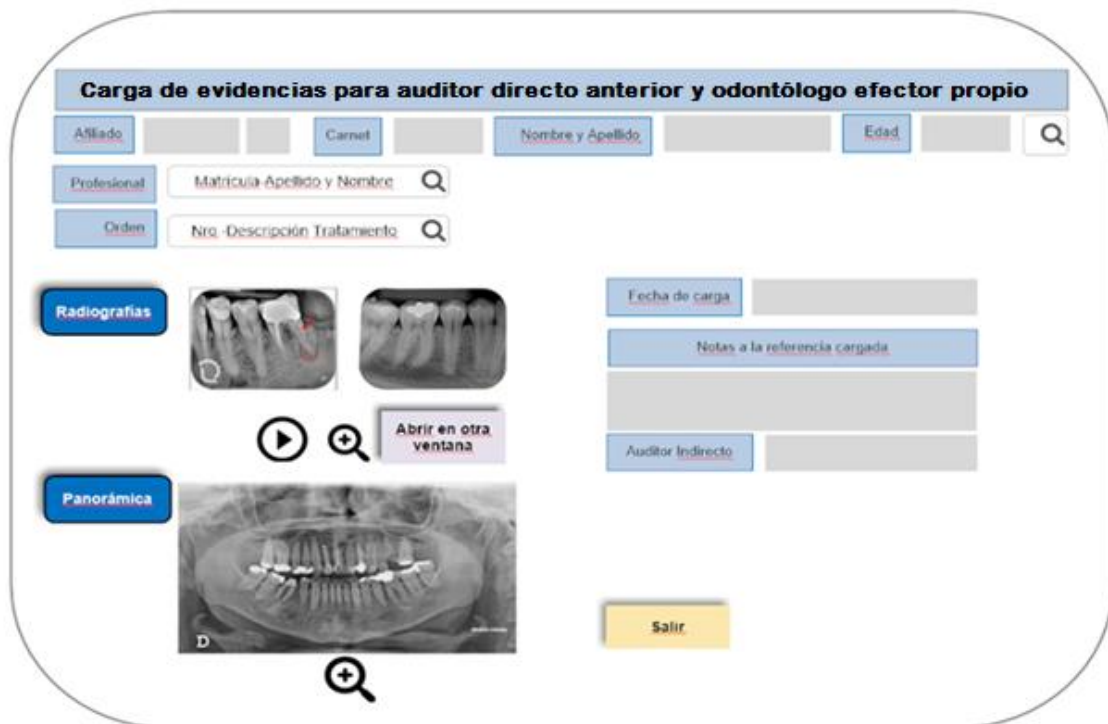 Carga de evidencias para auditor directo anterior y odontólogo efector propio
Afiliado Carnet Nombre y Apellido Edad
Profesional Matrícula-Apellido y Nombre
Orden Nro -Descripción Tratamiento
Radiografías
Fecha de carga
Notas a la referencia cargada
Abrir en otra
ventana
Auditor Indirecto
Panorámica
D
Salir